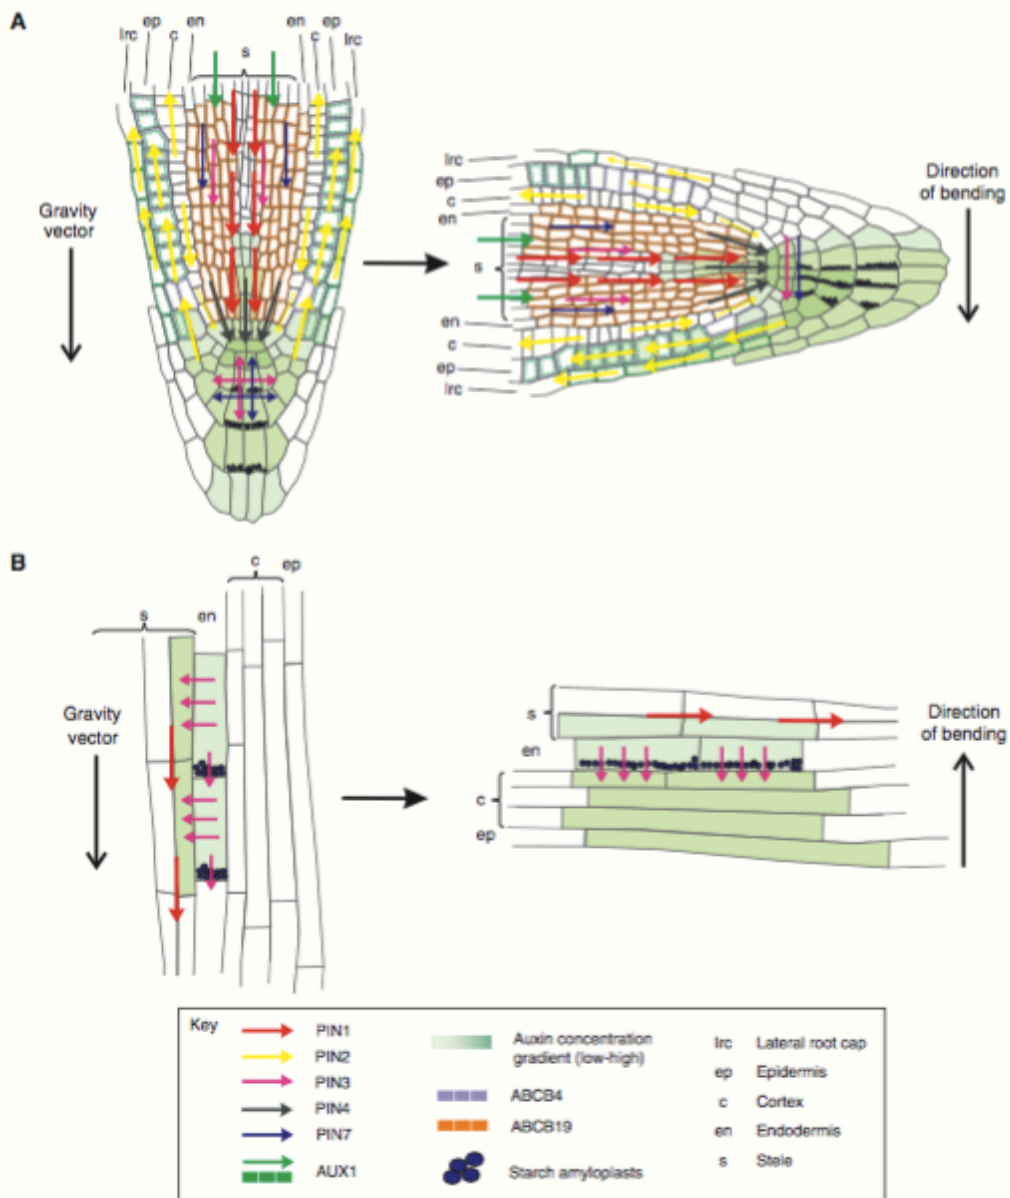 A
lrc ep c en s en c ep lrc
Gravity
vector
lrc
ep
c
en
s
en
c
ep
lrc
Direction
of bending
B
s en c ep
Gravity
vector
s
en
c
ep
Direction
of bending
Key
PIN1
PIN2
PIN3
PIN4
PIN7
AUX1
Auxin concentration
gradient (low-high)
ABCB4
ABCB19
Starch amyloplasts
lrc Lateral root cap
ep Epidermis
c Cortex
en Endodermis
s Stele